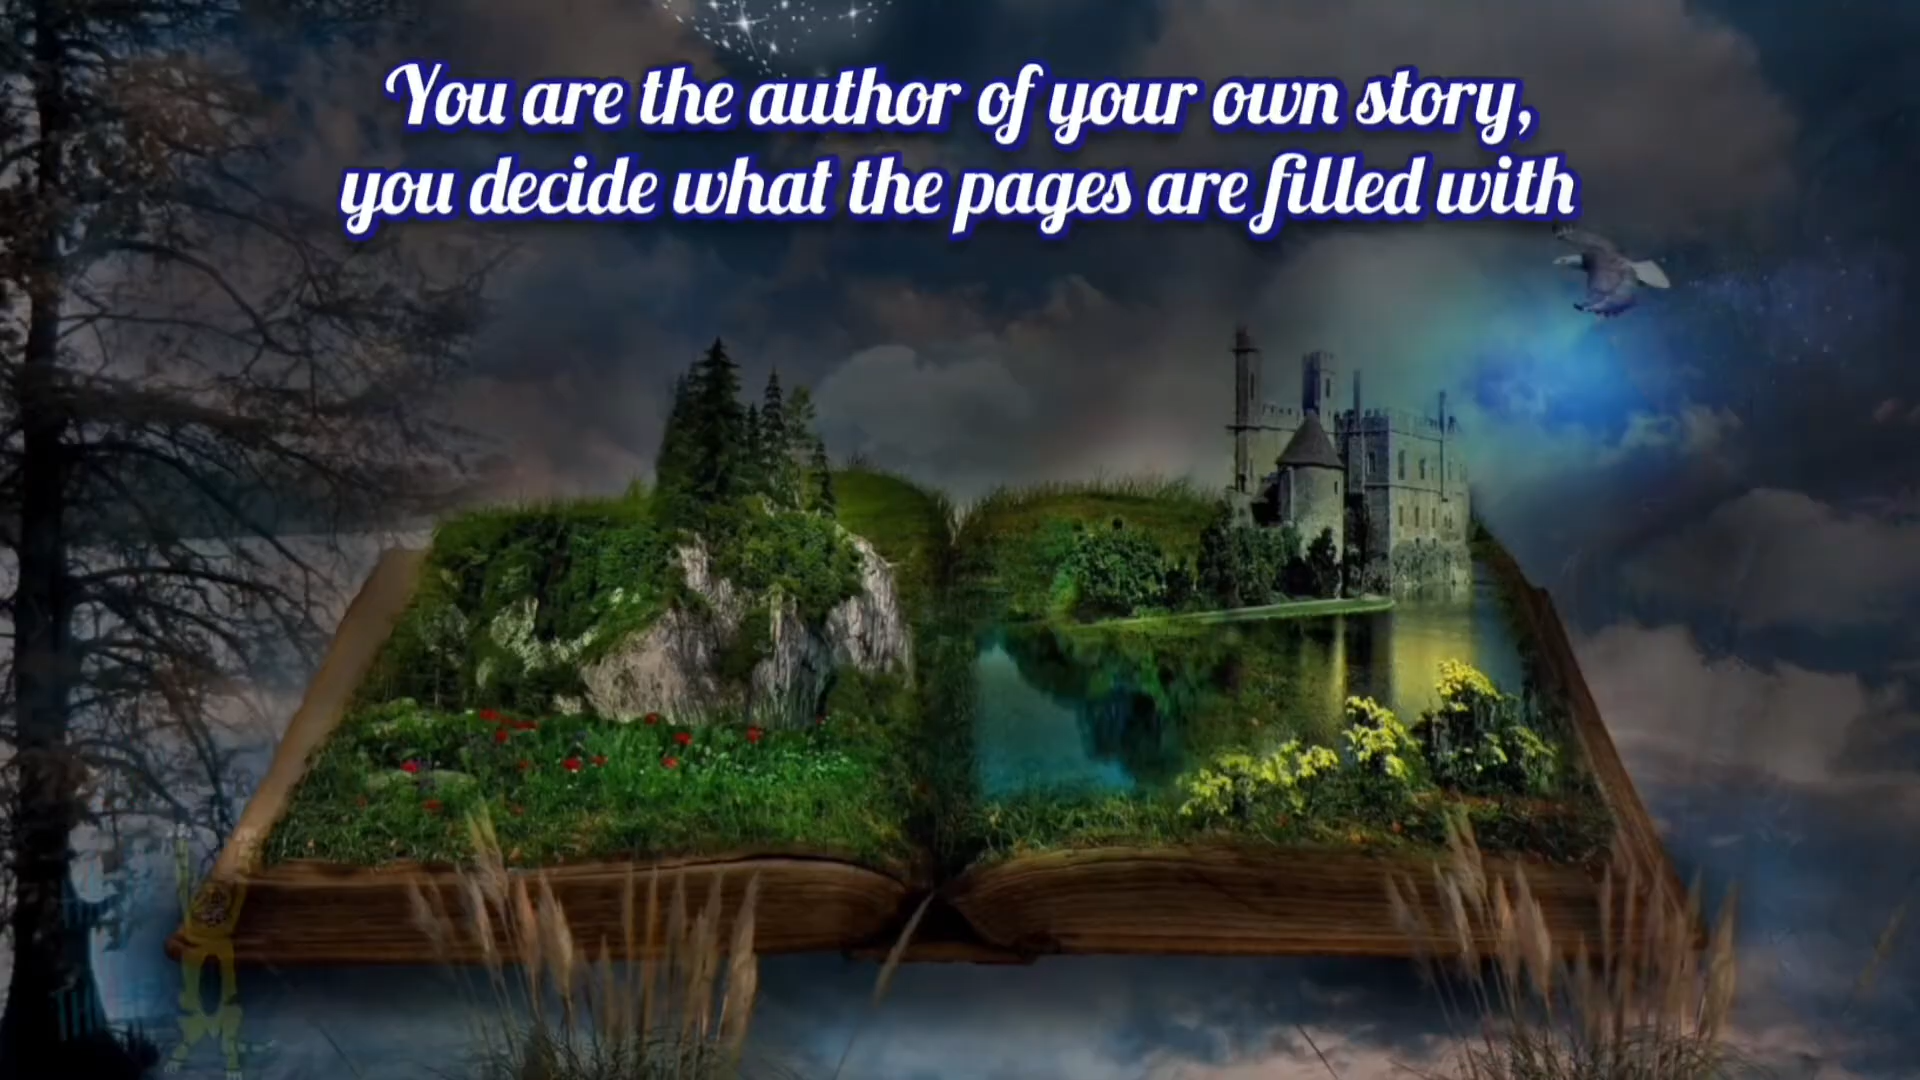 You are the author of your own story,
you decide what the pages are filled with